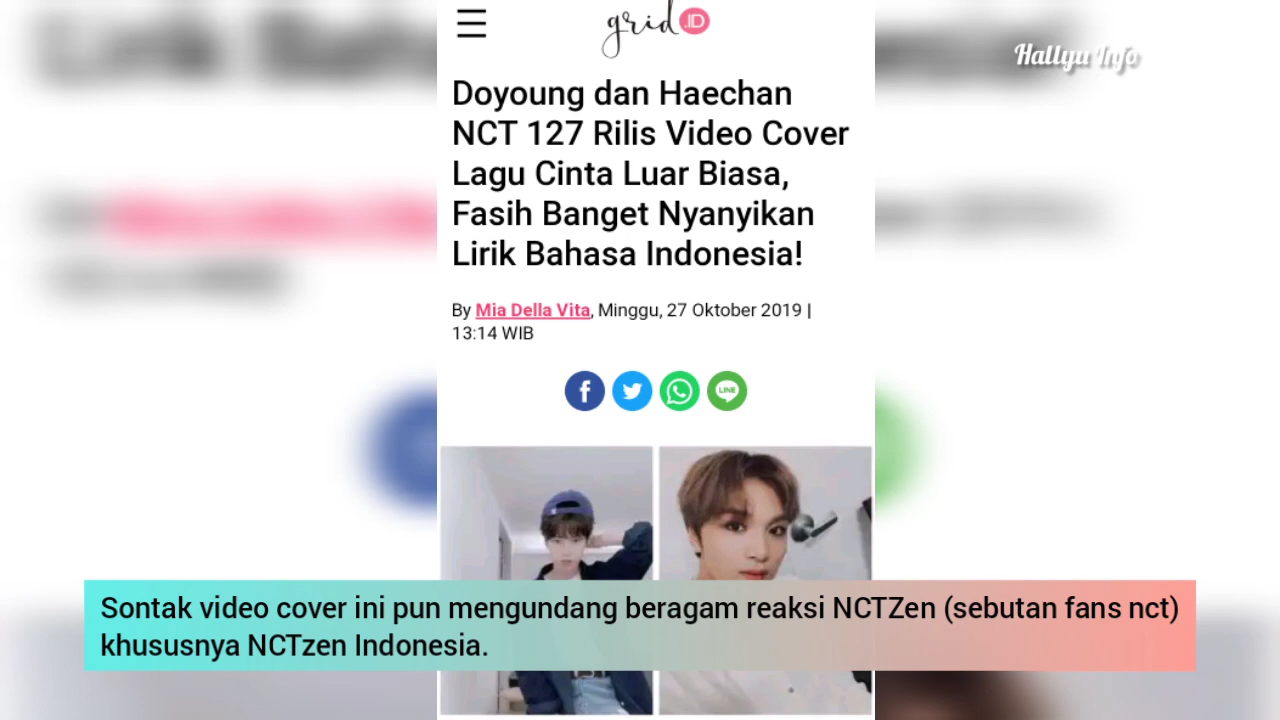 grid.ID
Hallyu Info
Doyoung dan Haechan
NCT 127 Rilis Video Cover
Lagu Cinta Luar Biasa,
Fasih Banget Nyanyikan
Lirik Bahasa Indonesia!
By Mia Della Vita, Minggu, 27 Oktober 2019 |
13:14 WIB
LINE
Sontak video cover ini pun mengundang beragam reaksi NCTZen (sebutan fans nct)
khususnya NCTzen Indonesia.